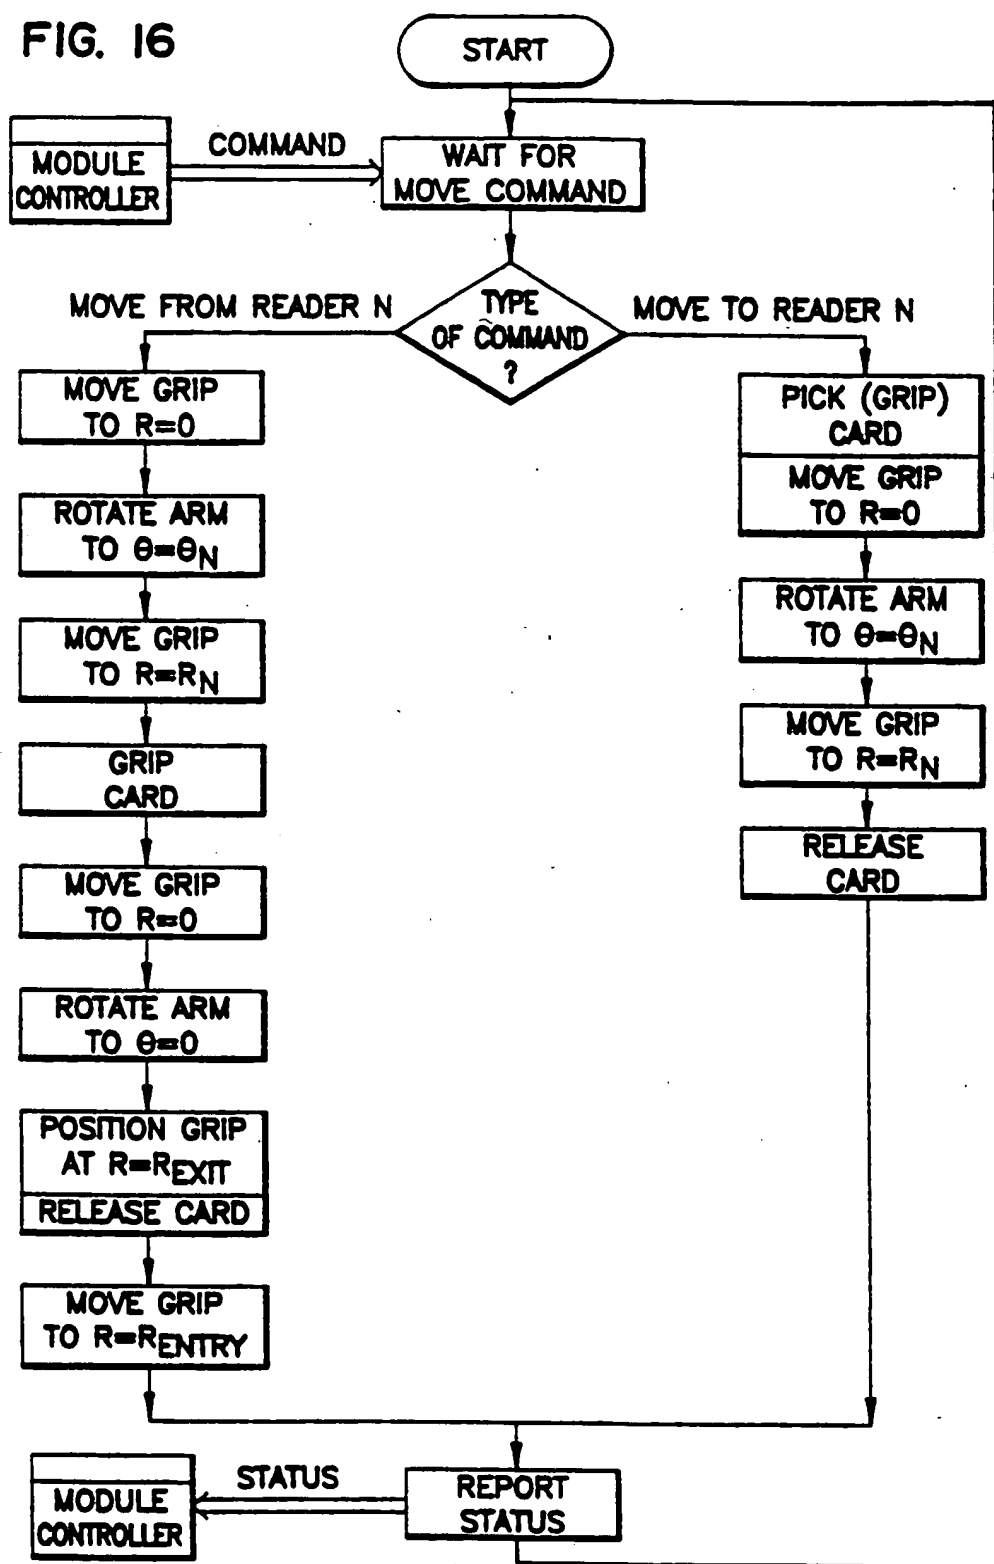 FIG. 16
START
MODULE
CONTROLLER
COMMAND
WAIT FOR
MOVE COMMAND
TYPE
OF COMMAND
?
MOVE FROM READER N
MOVE TO READER N
MOVE GRIP
TO R=0
ROTATE ARM
TO θ=θN
MOVE GRIP
TO R=RN
GRIP
CARD
MOVE GRIP
TO R=0
ROTATE ARM
TO θ=0
POSITION GRIP
AT R=REXIT
RELEASE CARD
MOVE GRIP
TO R=RENTRY
PICK (GRIP)
CARD
MOVE GRIP
TO R=0
ROTATE ARM
TO θ=θN
MOVE GRIP
TO R=RN
RELEASE
CARD
MODULE
CONTROLLER
STATUS
REPORT
STATUS